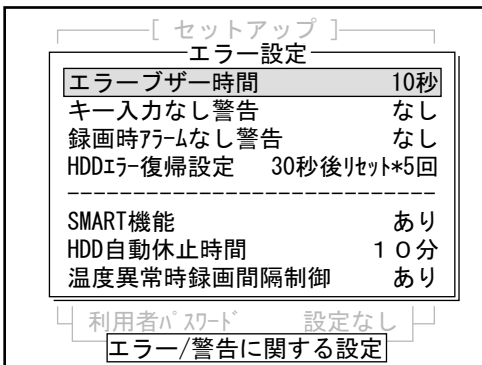 [ セットアップ ]
エラー設定
エラーブザー時間 10秒
キー入力なし警告 なし
録画時ｱﾗｰﾑなし警告 なし
HDDｴﾗｰ復帰設定 30秒後ﾘｾｯﾄ*5回
----------------------------
SMART機能 あり
HDD自動休止時間 １０分
温度異常時録画間隔制御 あり
利用者ﾊﾟｽﾜｰﾄﾞ 設定なし
エラー/警告に関する設定